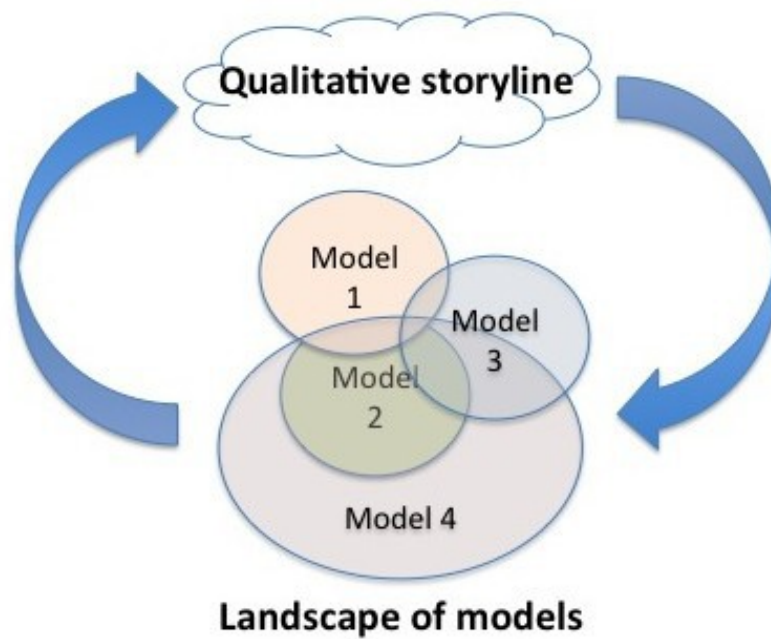 Qualitative storyline
Model
1
Model
3
Model
2
Model 4
Landscape of models